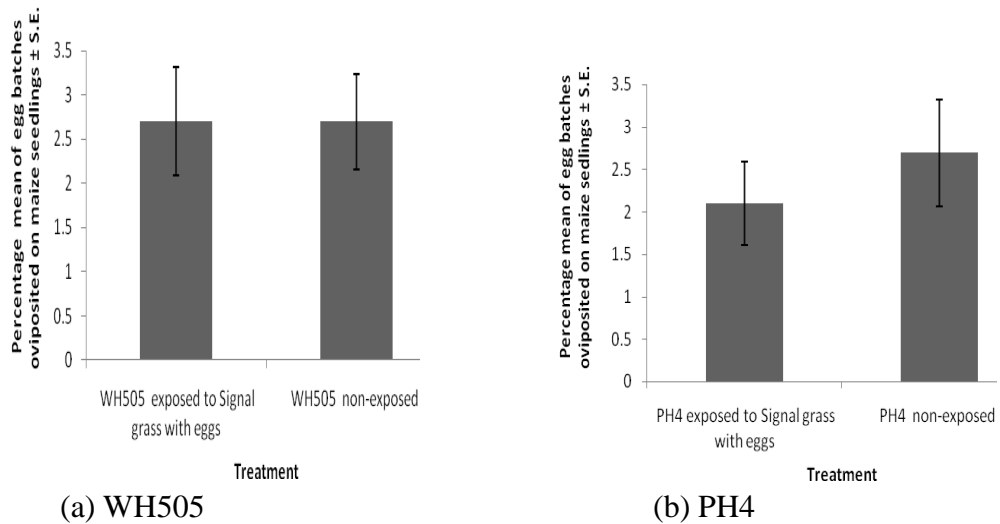 Percentage mean of egg batches
oviposited on maize seedlings ± S.E.
3.5
3
2.5
2
1.5
1
0.5
0
WH505 exposed to Signal
grass with eggs
WH505 non-exposed
Treatment
(a) WH505
Percentage mean of egg batches
oviposited on maize sedlings ± S.E.
3.5
3
2.5
2
1.5
1
0.5
0
PH4 exposed to Signal grass
with eggs
PH4 non-exposed
Treatment
(b) PH4